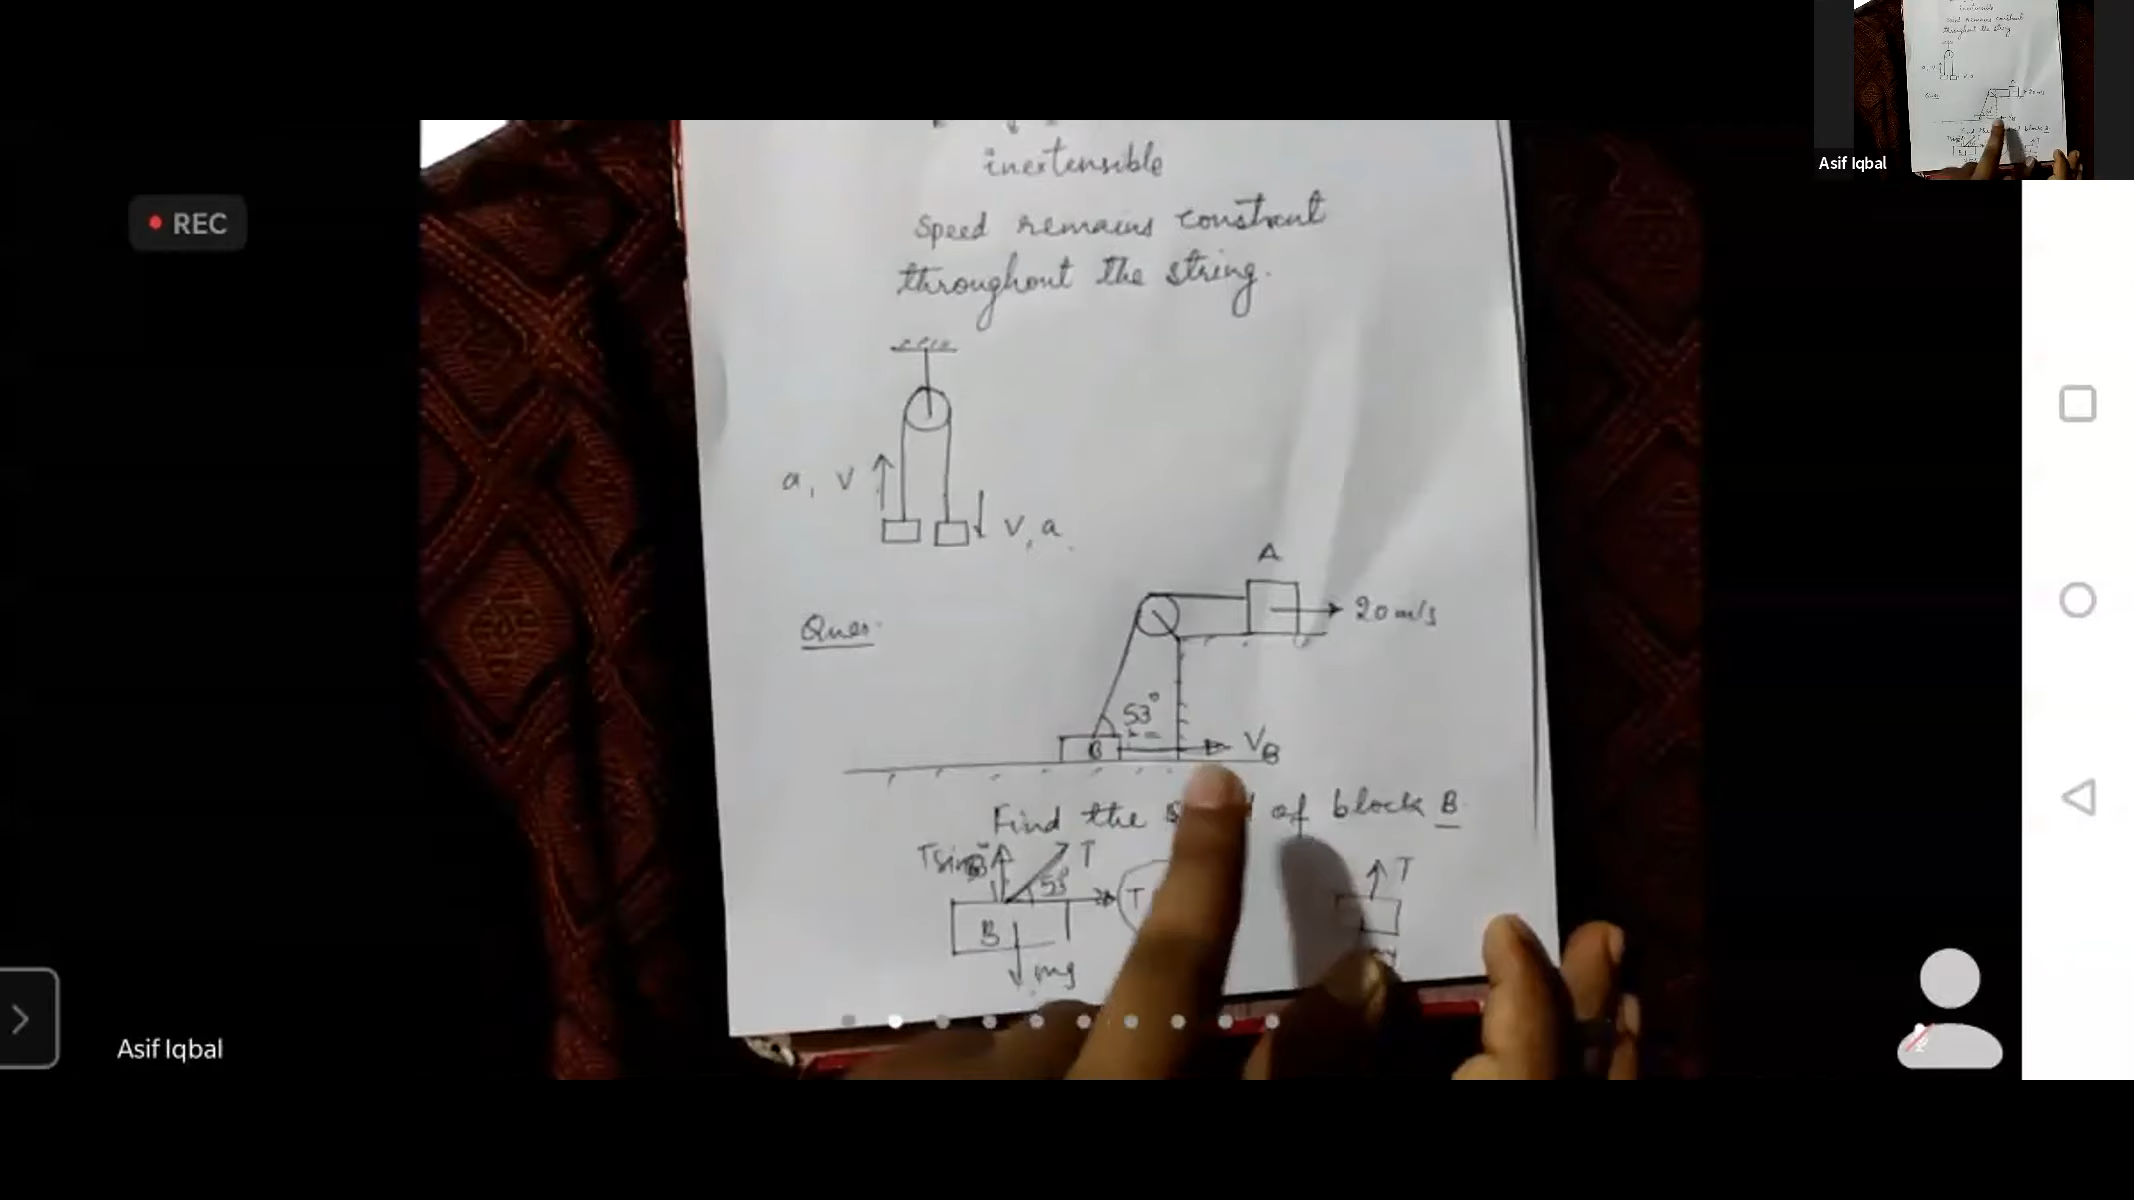 Asif Iqbal
REC
inextensible
Speed remains constant
throughout the string.
a, V
V, a
A
Ques.
20 m/s
53°
B
VB
Find the of block B
T
53°
T
T
B
mg
Asif Iqbal